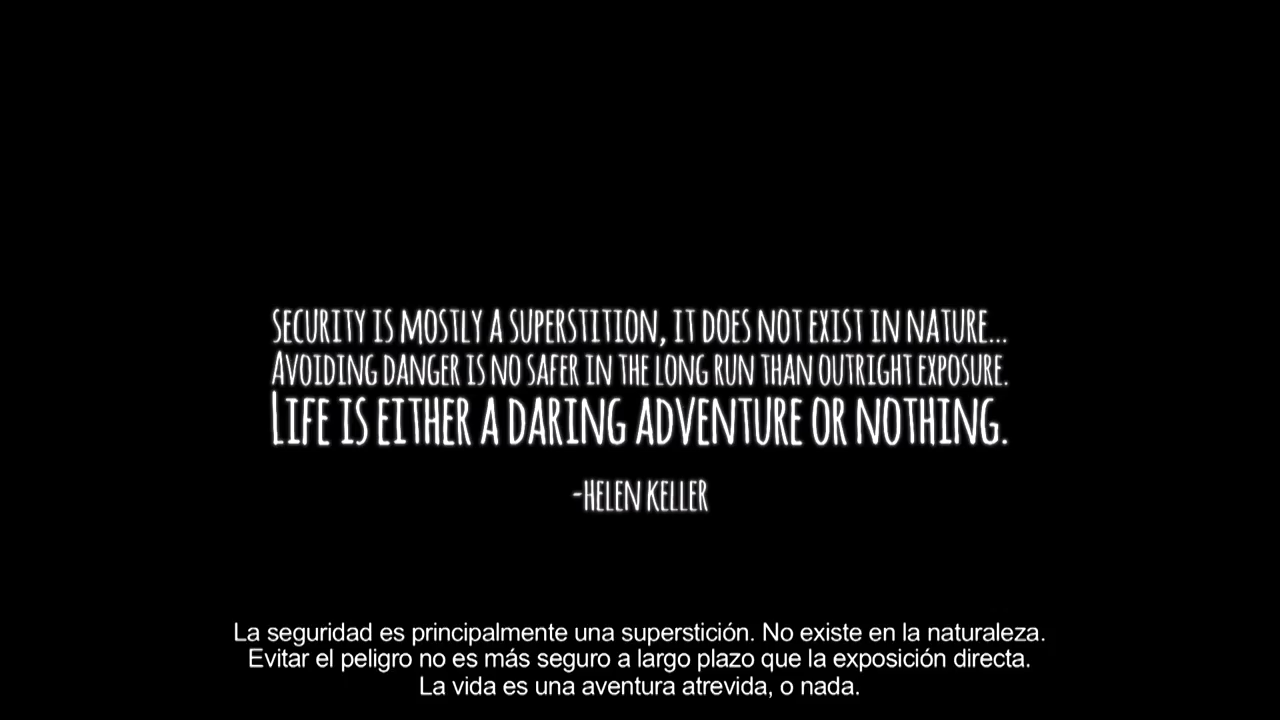 SECURITY IS MOSTLY A SUPERSTITION, IT DOES NOT EXIST IN NATURE...
AVOIDING DANGER IS NO SAFER IN THE LONG RUN THAN OUTRIGHT EXPOSURE.
LIFE IS EITHER A DARING ADVENTURE OR NOTHING.
-HELEN KELLER
La seguridad es principalmente una superstición. No existe en la naturaleza.
Evitar el peligro no es más seguro a largo plazo que la exposición directa.
La vida es una aventura atrevida, o nada.